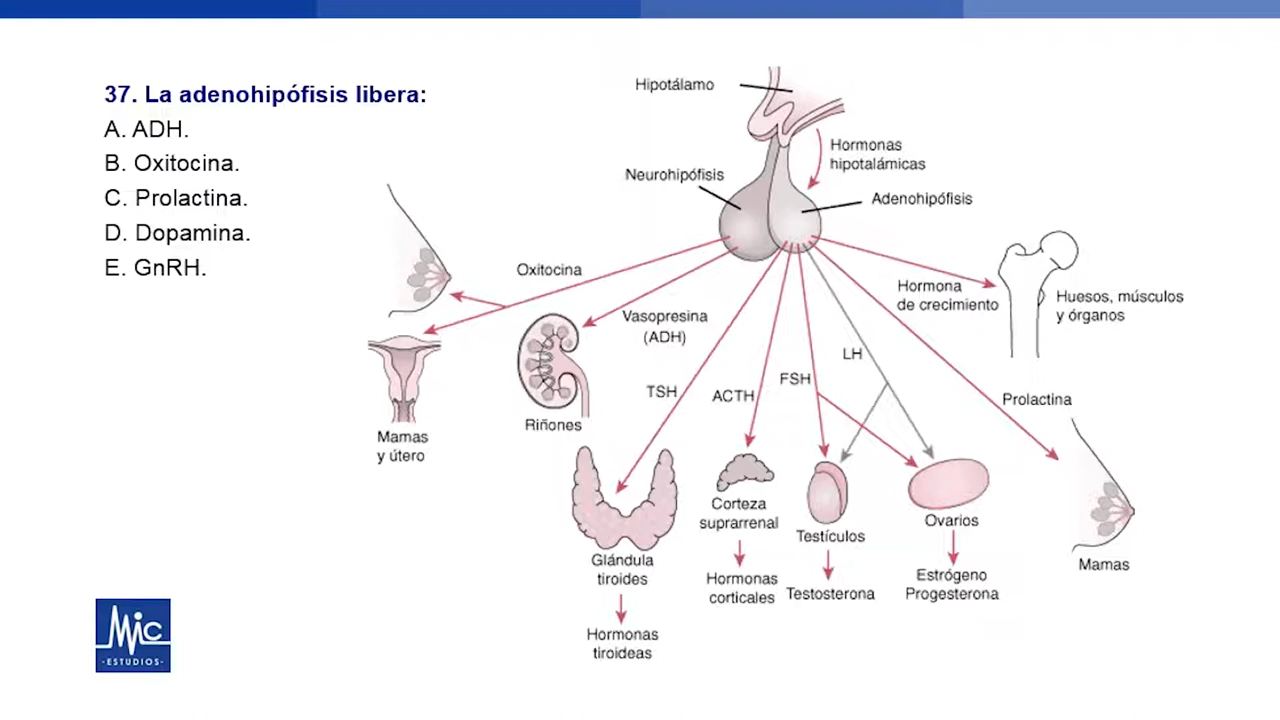 37. La adenohipófisis libera:
A. ADH.
B. Oxitocina.
C. Prolactina.
D. Dopamina.
E. GnRH.
Hipotálamo
Hormonas
hipotalámicas
Neurohipófisis
Adenohipófisis
Oxitocina
Vasopresina
(ADH)
Hormona
de crecimiento
Huesos, músculos
y órganos
TSH
ACTH
FSH
LH
Prolactina
Mamas
y útero
Riñones
Glándula
tiroides
Hormonas
tiroideas
Corteza
suprarrenal
Hormonas
corticales
Testículos
Testosterona
Ovarios
Estrógeno
Progesterona
Mamas
Mic
·ESTUDIOS·